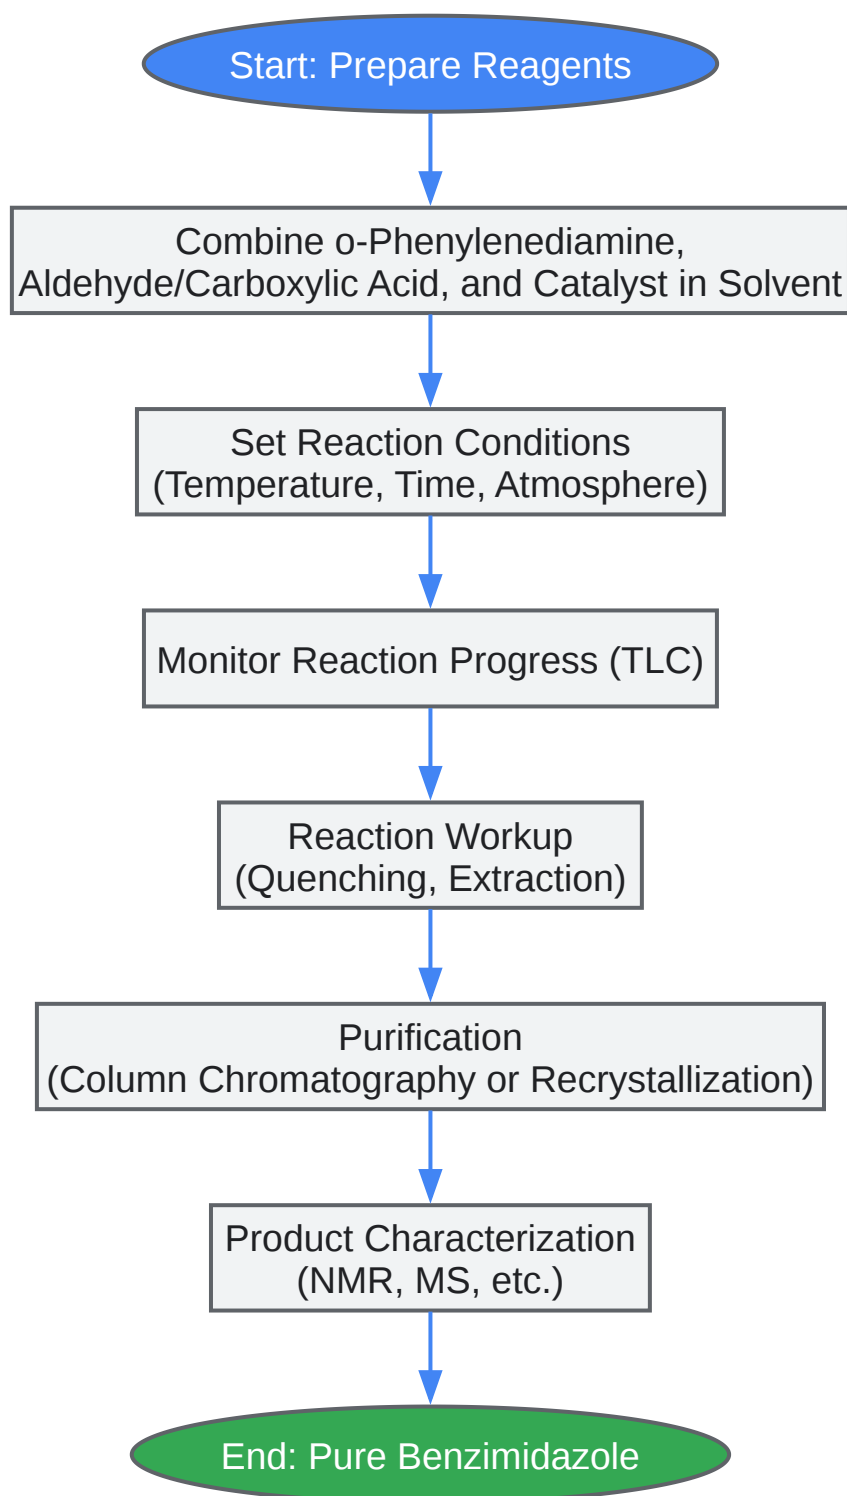 Start: Prepare Reagents
Combine o-Phenylenediamine,
Aldehyde/Carboxylic Acid, and Catalyst in Solvent
Set Reaction Conditions
(Temperature, Time, Atmosphere)
Monitor Reaction Progress (TLC)
Reaction Workup
(Quenching, Extraction)
Purification
(Column Chromatography or Recrystallization)
Product Characterization
(NMR, MS, etc.)
End: Pure Benzimidazole